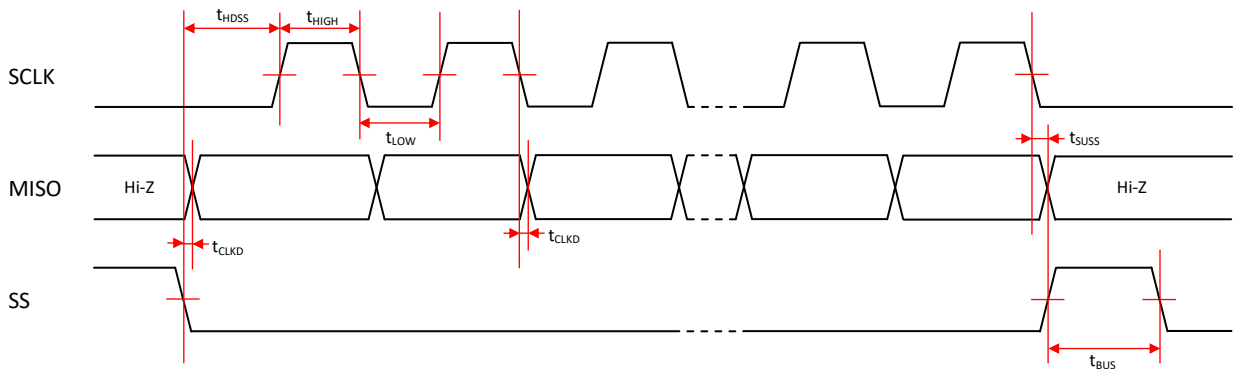 tHDSS
tHIGH
SCLK
tLOW
tSUSS
MISO
Hi-Z
Hi-Z
tCLKD
tCLKD
SS
tBUS